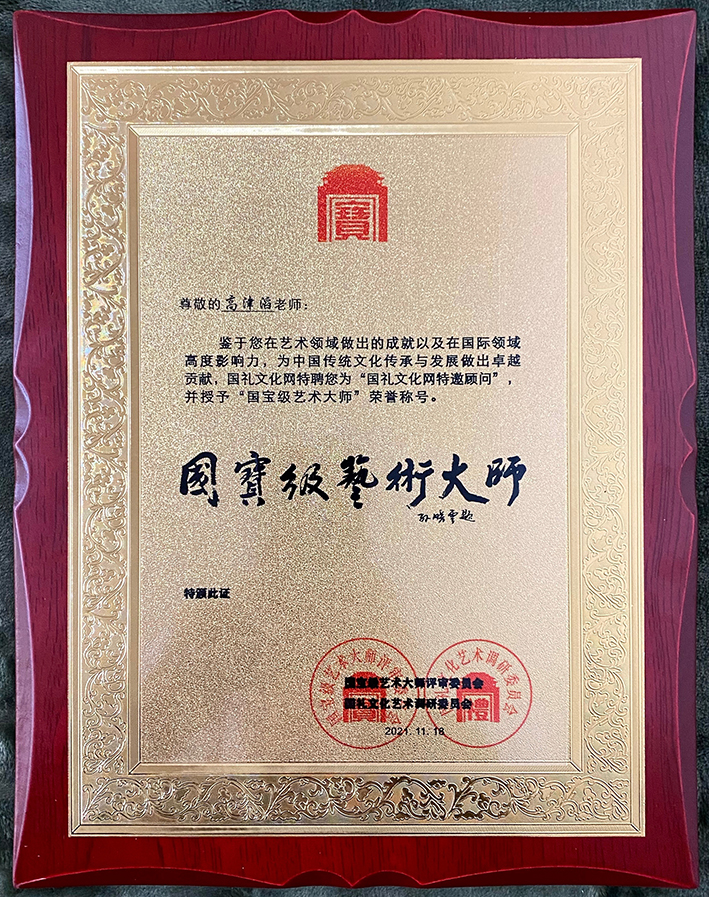 寶
尊敬的高津滔老师：
鉴于您在艺术领域做出的成就以及在国际领域
高度影响力，为中国传统文化传承与发展做出卓越
贡献，国礼文化网特聘您为“国礼文化网特邀顾问”，
并授予“国宝级艺术大师”荣誉称号。
國寳级藝術大师
特颁此证
国宝级艺术大师评审委员会
国礼文化艺术调研委员会
2021.11.18